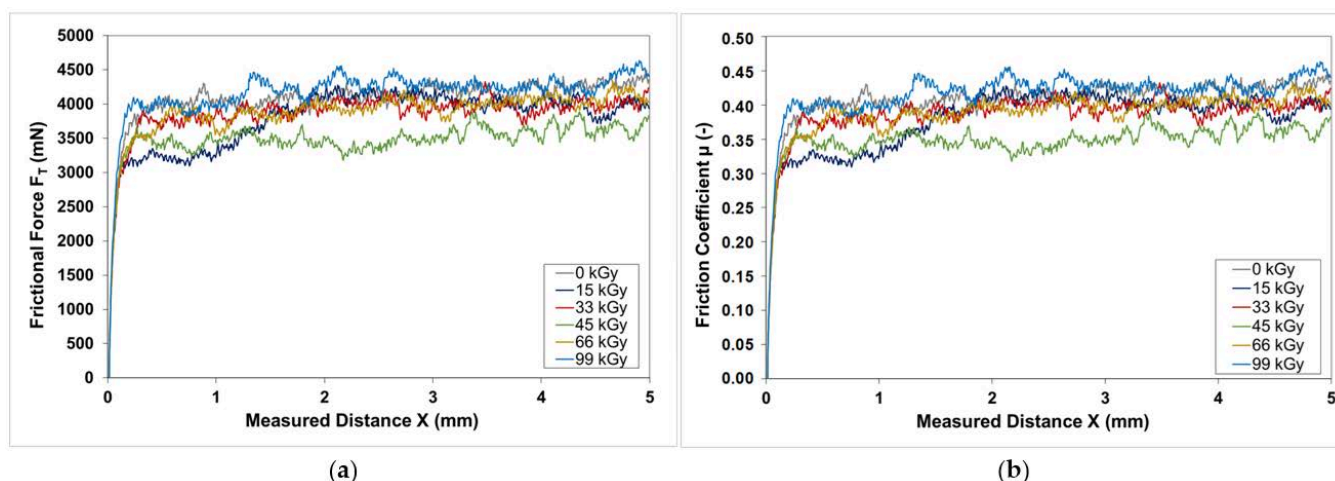 5000
4500
4000
3500
3000
2500
2000
1500
1000
500
0
Frictional Force F_T (mN)
0 1 2 3 4 5
Measured Distance X (mm)
0 kGy
15 kGy
33 kGy
45 kGy
66 kGy
99 kGy
(a)
0.50
0.45
0.40
0.35
0.30
0.25
0.20
0.15
0.10
0.05
0.00
Friction Coefficient μ (-)
0 1 2 3 4 5
Measured Distance X (mm)
0 kGy
15 kGy
33 kGy
45 kGy
66 kGy
99 kGy
(b)